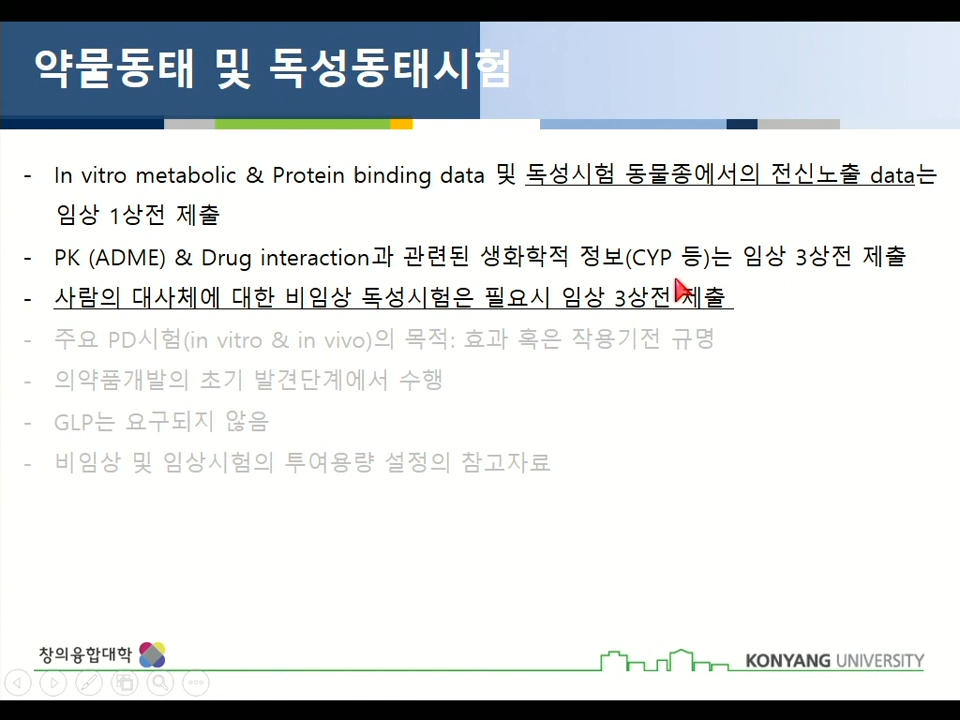 약물동태 및 독성동태시험
- In vitro metabolic & Protein binding data 및 독성시험 동물종에서의 전신노출 data는
임상 1상전 제출
- PK (ADME) & Drug interaction과 관련된 생화학적 정보(CYP 등)는 임상 3상전 제출
- 사람의 대사체에 대한 비임상 독성시험은 필요시 임상 3상전 제출
- 주요 PD시험(in vitro & in vivo)의 목적: 효과 혹은 작용기전 규명
- 의약품개발의 초기 발견단계에서 수행
- GLP는 요구되지 않음
- 비임상 및 임상시험의 투여용량 설정의 참고자료
창의융합대학
KONYANG UNIVERSITY